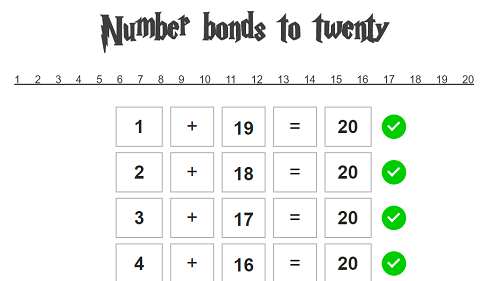 Number bonds to twenty
1 2 3 4 5 6 7 8 9 10 11 12 13 14 15 16 17 18 19 20
1 + 19 = 20
2 + 18 = 20
3 + 17 = 20
4 + 16 = 20